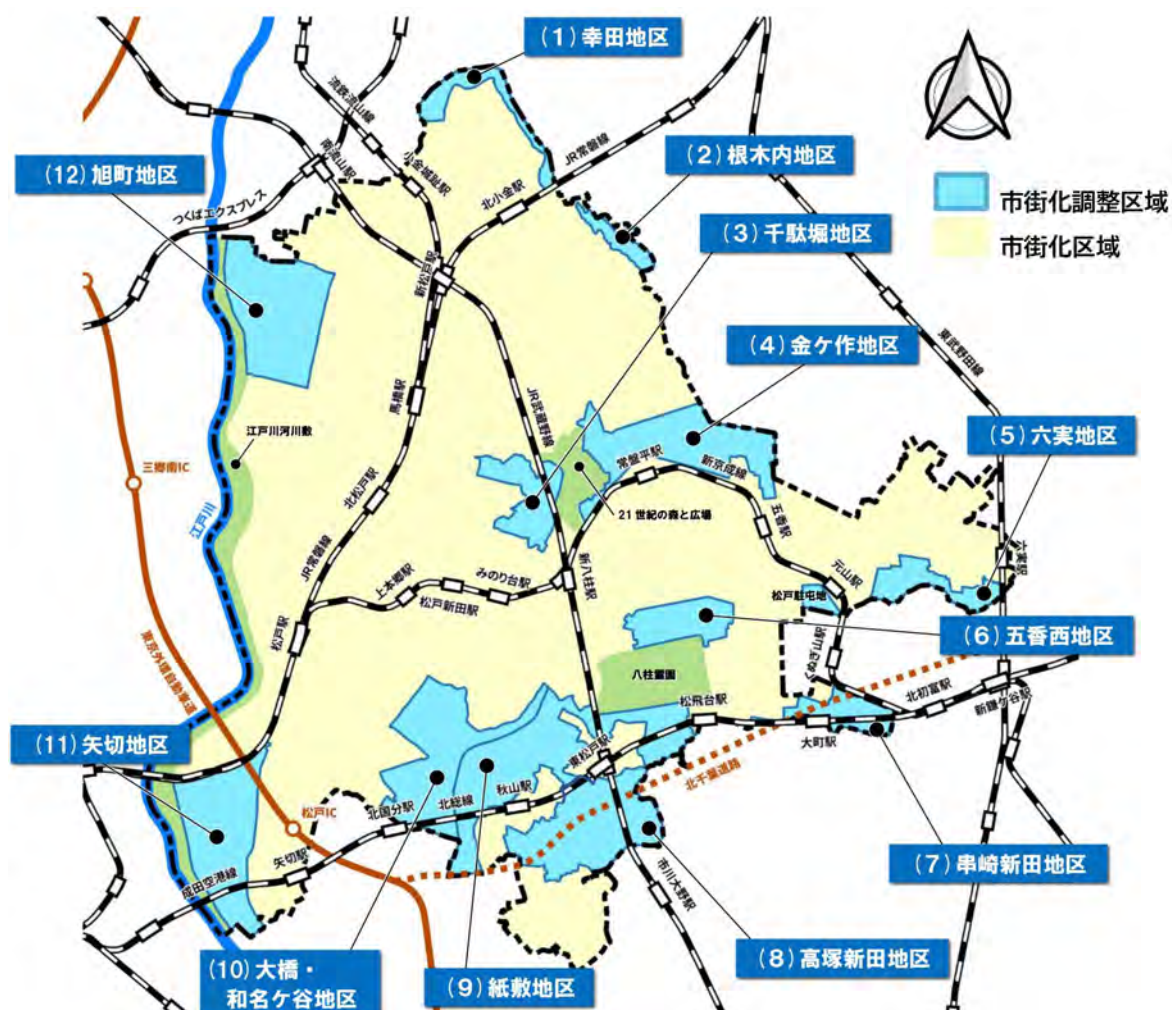 (1)幸田地区
流鉄流山線
南流山駅
小金城趾駅
JR常磐線
(2)根木内地区
(12)旭町地区
つくばエクスプレス
北小金駅
市街化調整区域
(3)千駄堀地区
市街化区域
新松戸駅
(4)金ケ作地区
東武野田線
馬橋駅
JR武蔵野線
江戸川河川敷
(5)六実地区
三郷南IC
常盤平駅
新京成線
北松戸駅
21世紀の森と広場
五香駅
江戸川
JR常磐線
六実駅
上本郷駅
みのり台駅
新八柱駅
元山駅
松戸新田駅
松戸駐屯地
松戸駅
(6)五香西地区
くぬぎ山駅
東京外環自動車道
八柱霊園
松飛台駅
北初富駅
新鎌ケ谷駅
(11)矢切地区
東松戸駅
大町駅
北千葉道路
秋山駅
北総線
北国分駅
松戸IC
矢切駅
(7)串崎新田地区
成田空港線
市川大野駅
(8)高塚新田地区
(10)大橋・
和名ケ谷地区
(9)紙敷地区